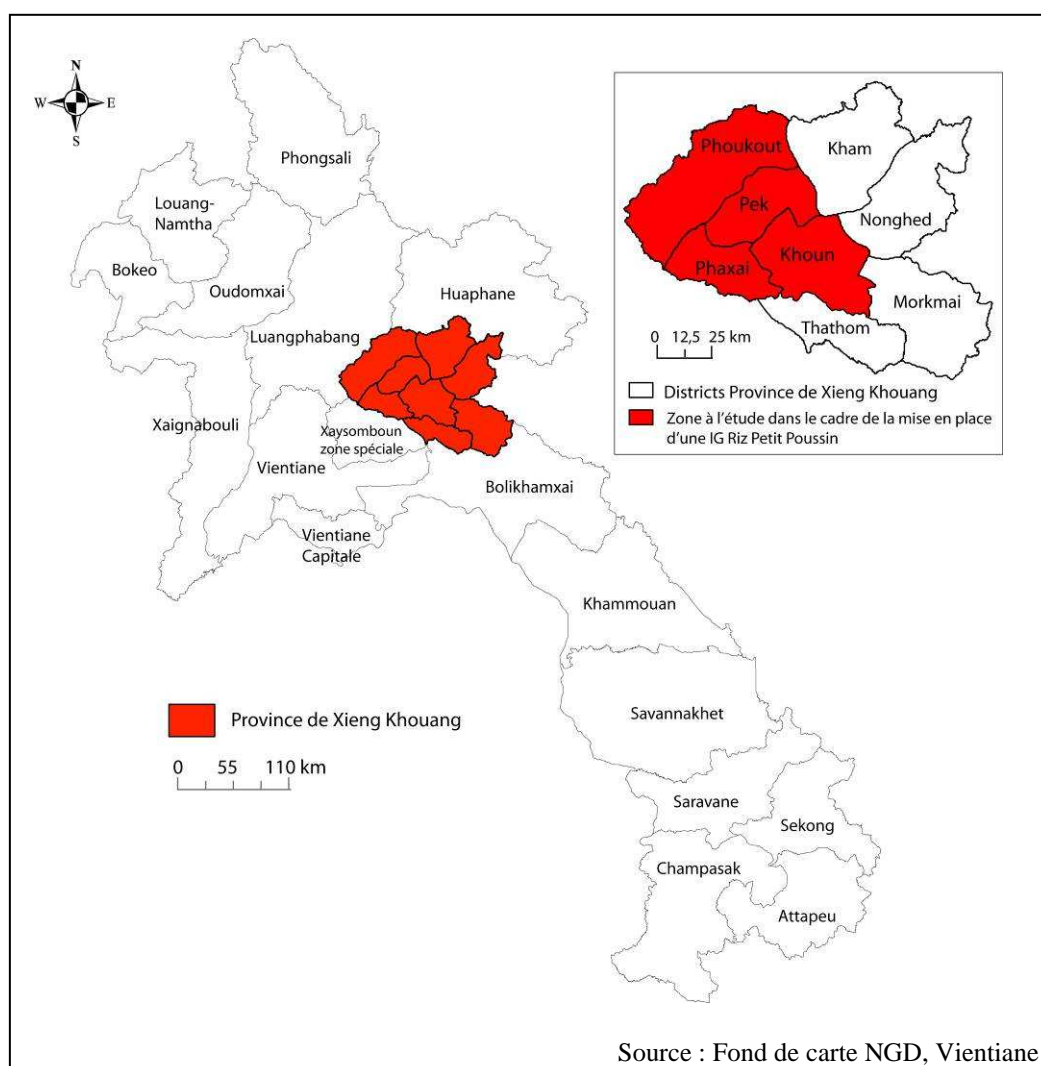 N
W E
S
Phongsali
Louang-
Namtha
Bokeo
Oudomxai
Huaphane
Luangphabang
Xaignabouli
Xaysomboun
zone spéciale
Vientiane
Bolikhamxai
Vientiane
Capitale
Khammouan
Savannakhet
Saravane
Sekong
Champasak
Attapeu
Province de Xieng Khouang
0 55 110 km
Phoukout
Kham
Pek
Nonghed
Khoun
Phaxai
Morkmai
Thathom
0 12,5 25 km
Districts Province de Xieng Khouang
Zone à l'étude dans le cadre de la mise en place
d'une IG Riz Petit Poussin
Source : Fond de carte NGD, Vientiane